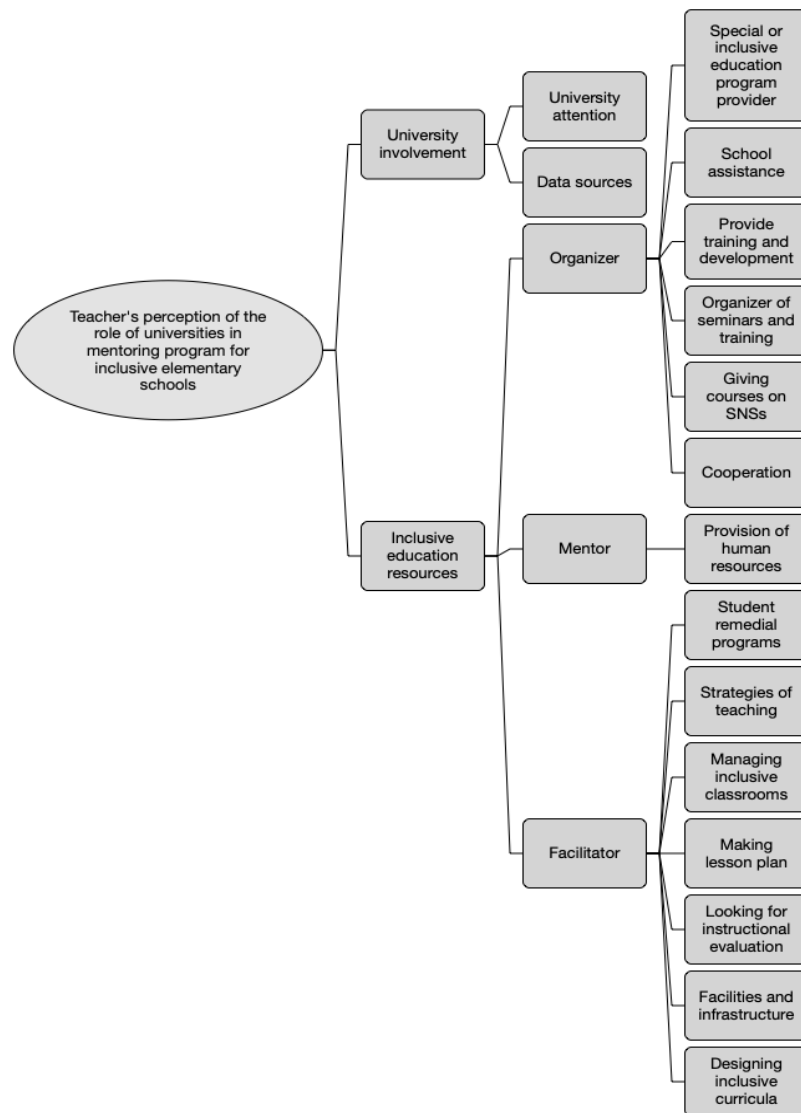 Teacher's perception of the
role of universities in
mentoring program for
inclusive elementary
schools
University
involvement
University
attention
Data sources
Inclusive
education
resources
Organizer
Special or
inclusive
education
program
provider
School
assistance
Provide
training and
development
Organizer of
seminars and
training
Giving
courses on
SNSs
Cooperation
Mentor
Provision of
human
resources
Facilitator
Student
remedial
programs
Strategies of
teaching
Managing
inclusive
classrooms
Making
lesson plan
Looking for
instructional
evaluation
Facilities and
infrastructure
Designing
inclusive
curricula